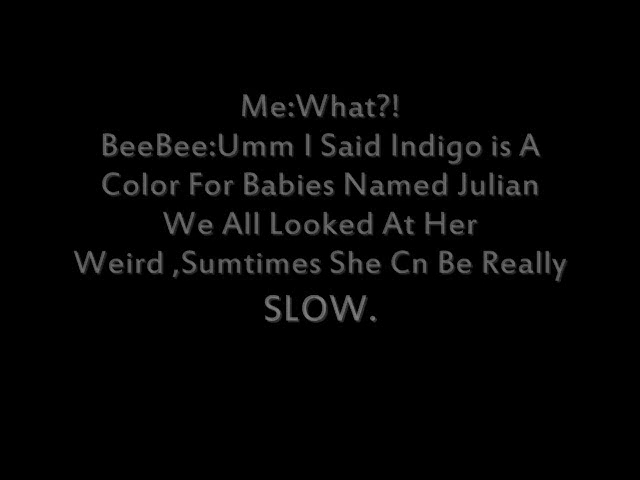 Me:What?!
BeeBee:Umm I Said Indigo is A
Color For Babies Named Julian
We All Looked At Her
Weird ,Sumtimes She Cn Be Really
SLOW.